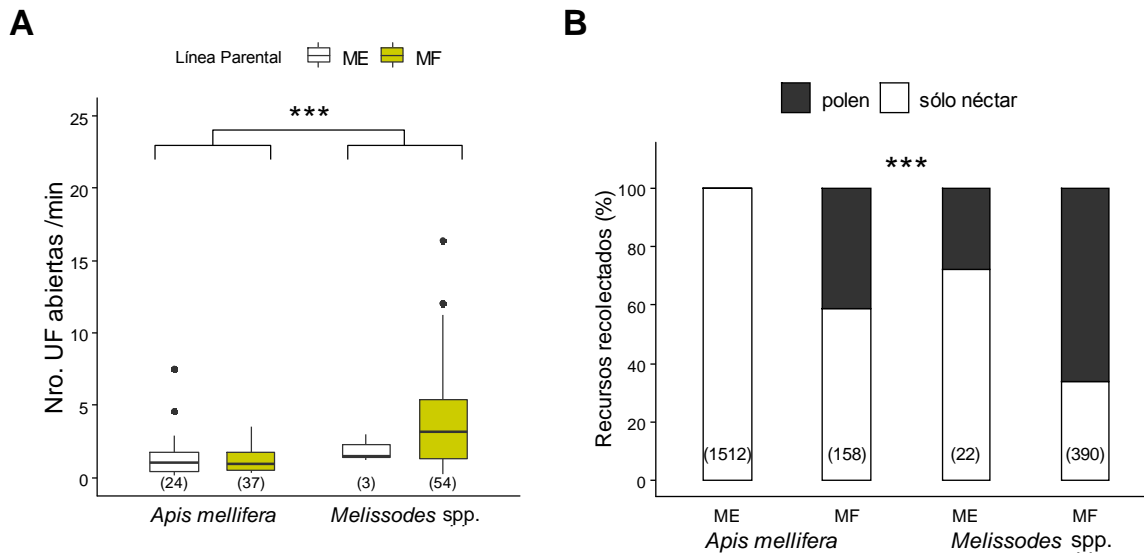 A
Línea Parental ME MF
Nro. UF abiertas /min
25
20
15
10
5
0
***
(24) (37) (3) (54)
Apis mellifera Melissodes spp.
B
polen sólo néctar
Recursos recolectados (%)
***
100
80
60
40
20
0
(1512) (158) (22) (390)
ME MF ME MF
Apis mellifera Melissodes spp.